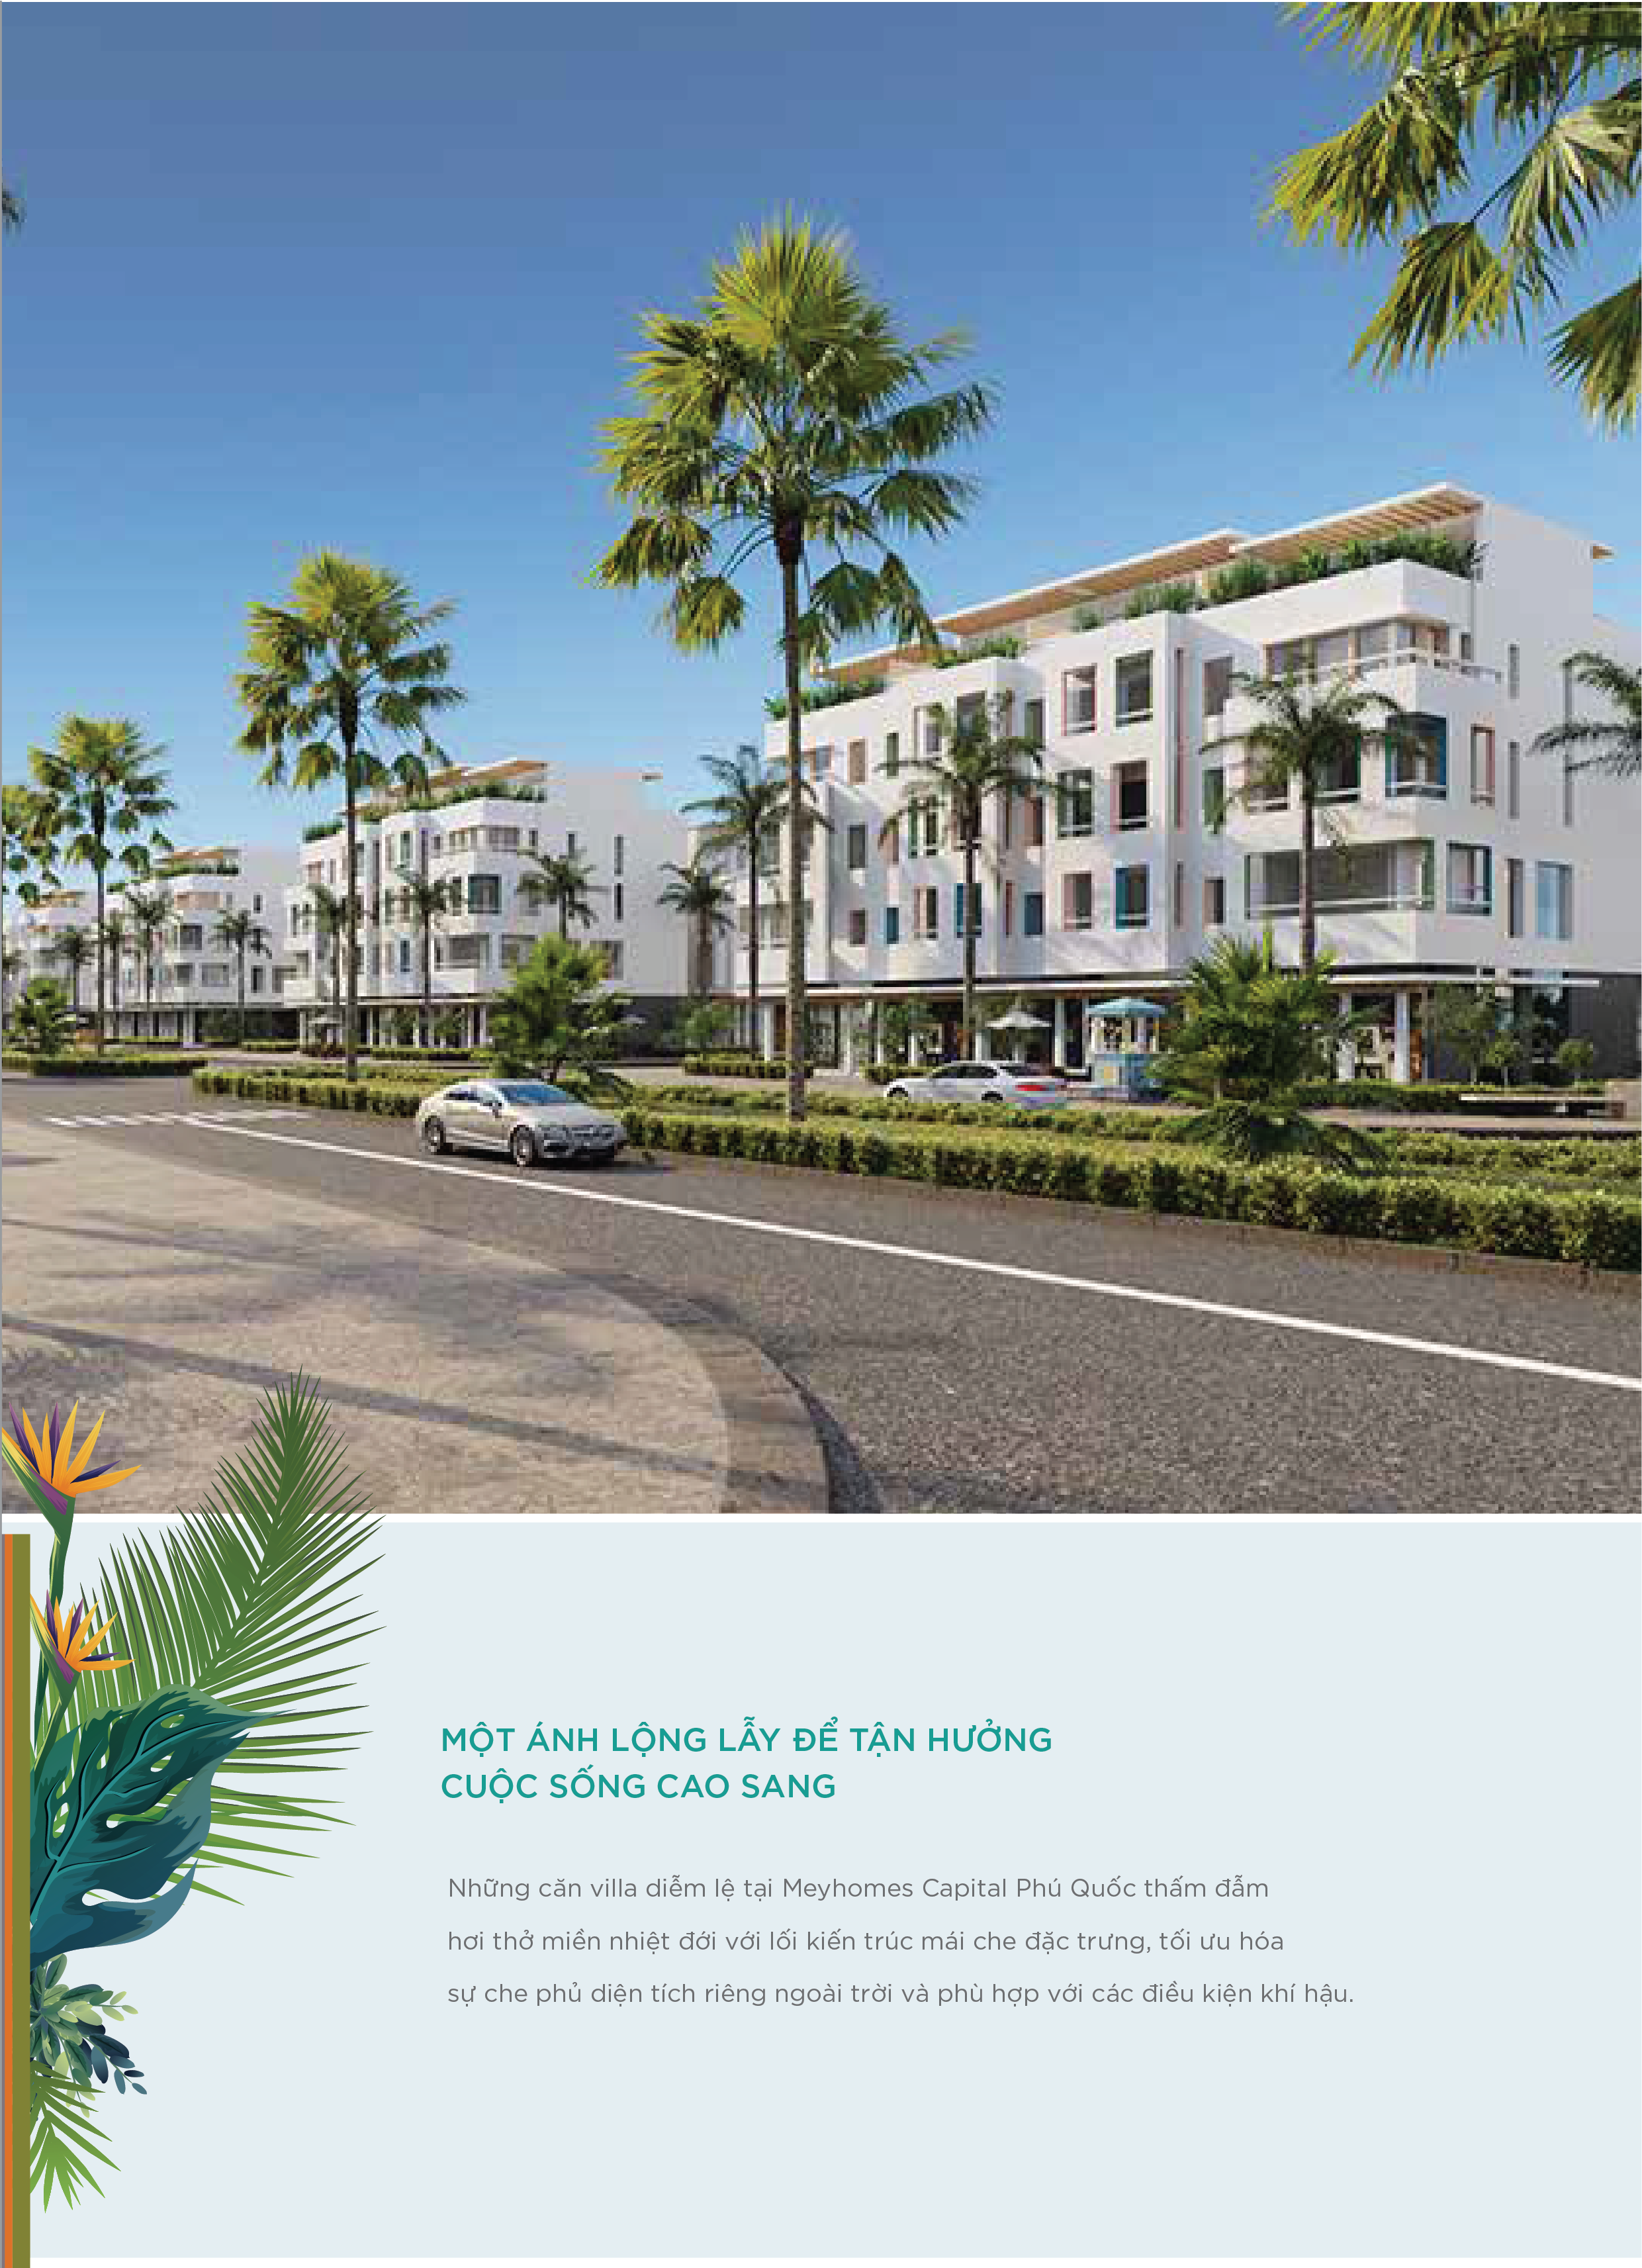 MỘT ÁNH LỘNG LẪY ĐỂ TẬN HƯỞNG
CUỘC SỐNG CAO SANG
Những căn villa diễm lệ tại Meyhomes Capital Phú Quốc thấm đẫm
hơi thở miền nhiệt đới với lối kiến trúc mái che đặc trưng, tối ưu hóa
sự che phủ diện tích riêng ngoài trời và phù hợp với các điều kiện khí hậu.